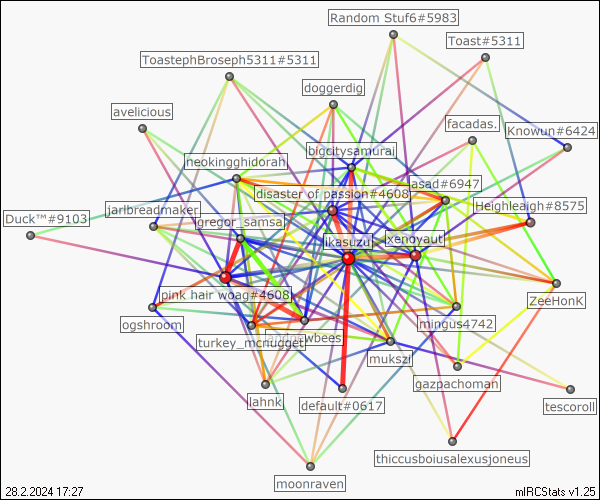 Random Stuf6#5983
Toast#5311
ToastephBroseph5311#5311
doggerdig
avelicious
facadas.
Knowun#6424
bigcitysamurai
neokingghidorah
asad#6947
disaster of passion#4608
Heighleaigh#8575
jarlbreadmaker
Duck™#9103
gregor_samsa
ikasuzu
xenoyaut
pink hair woag#4608
ZeeHonK
ogshroom
mingus4742
turkey_mcnugget
mukszi
gazpachoman
lahnk
default#0617
tescoroll
thiccusboiusalexusjoneus
moonraven
28.2.2024 17:27
mIRCStats v1.25